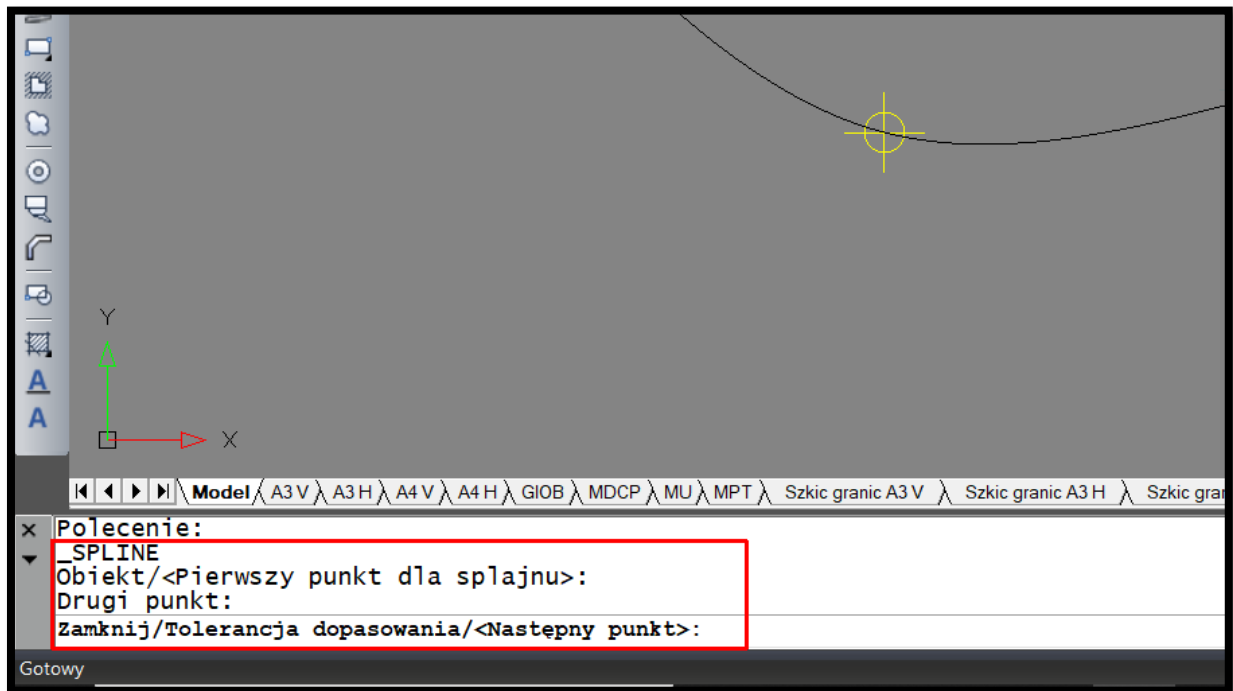 A
A
Y
X
Model A3 V A3 H A4 V A4 H GIOB MDCP MU MPT Szkic granic A3 V Szkic granic A3 H Szkic
Polecenie:
_SPLINE
Obiekt/<Pierwszy punkt dla splajnu>:
Drugi punkt:
Zamknij/Tolerancja dopasowania/<Następny punkt>:
Gotowy